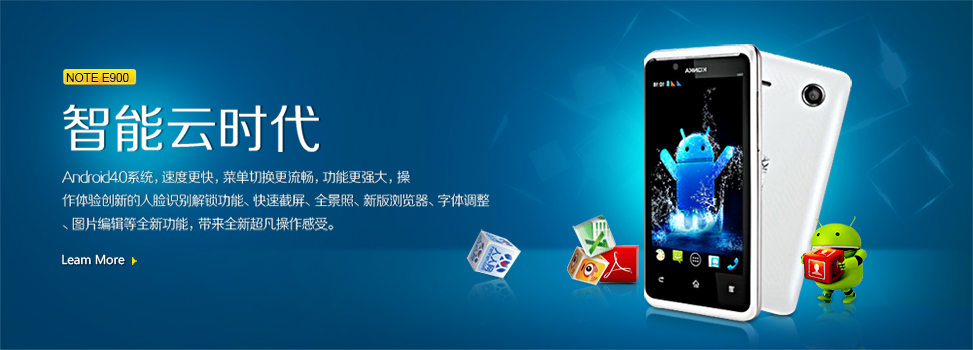 NOTE E900
智能云时代
Android4.0系统，速度更快，菜单切换更流畅，功能更强大，操
作体验创新的人脸识别解锁功能、快速截屏、全景照、新版浏览器、字体调整
、图片编辑等全新功能，带来全新超凡操作感受。
Learn More
KONKA
人人网